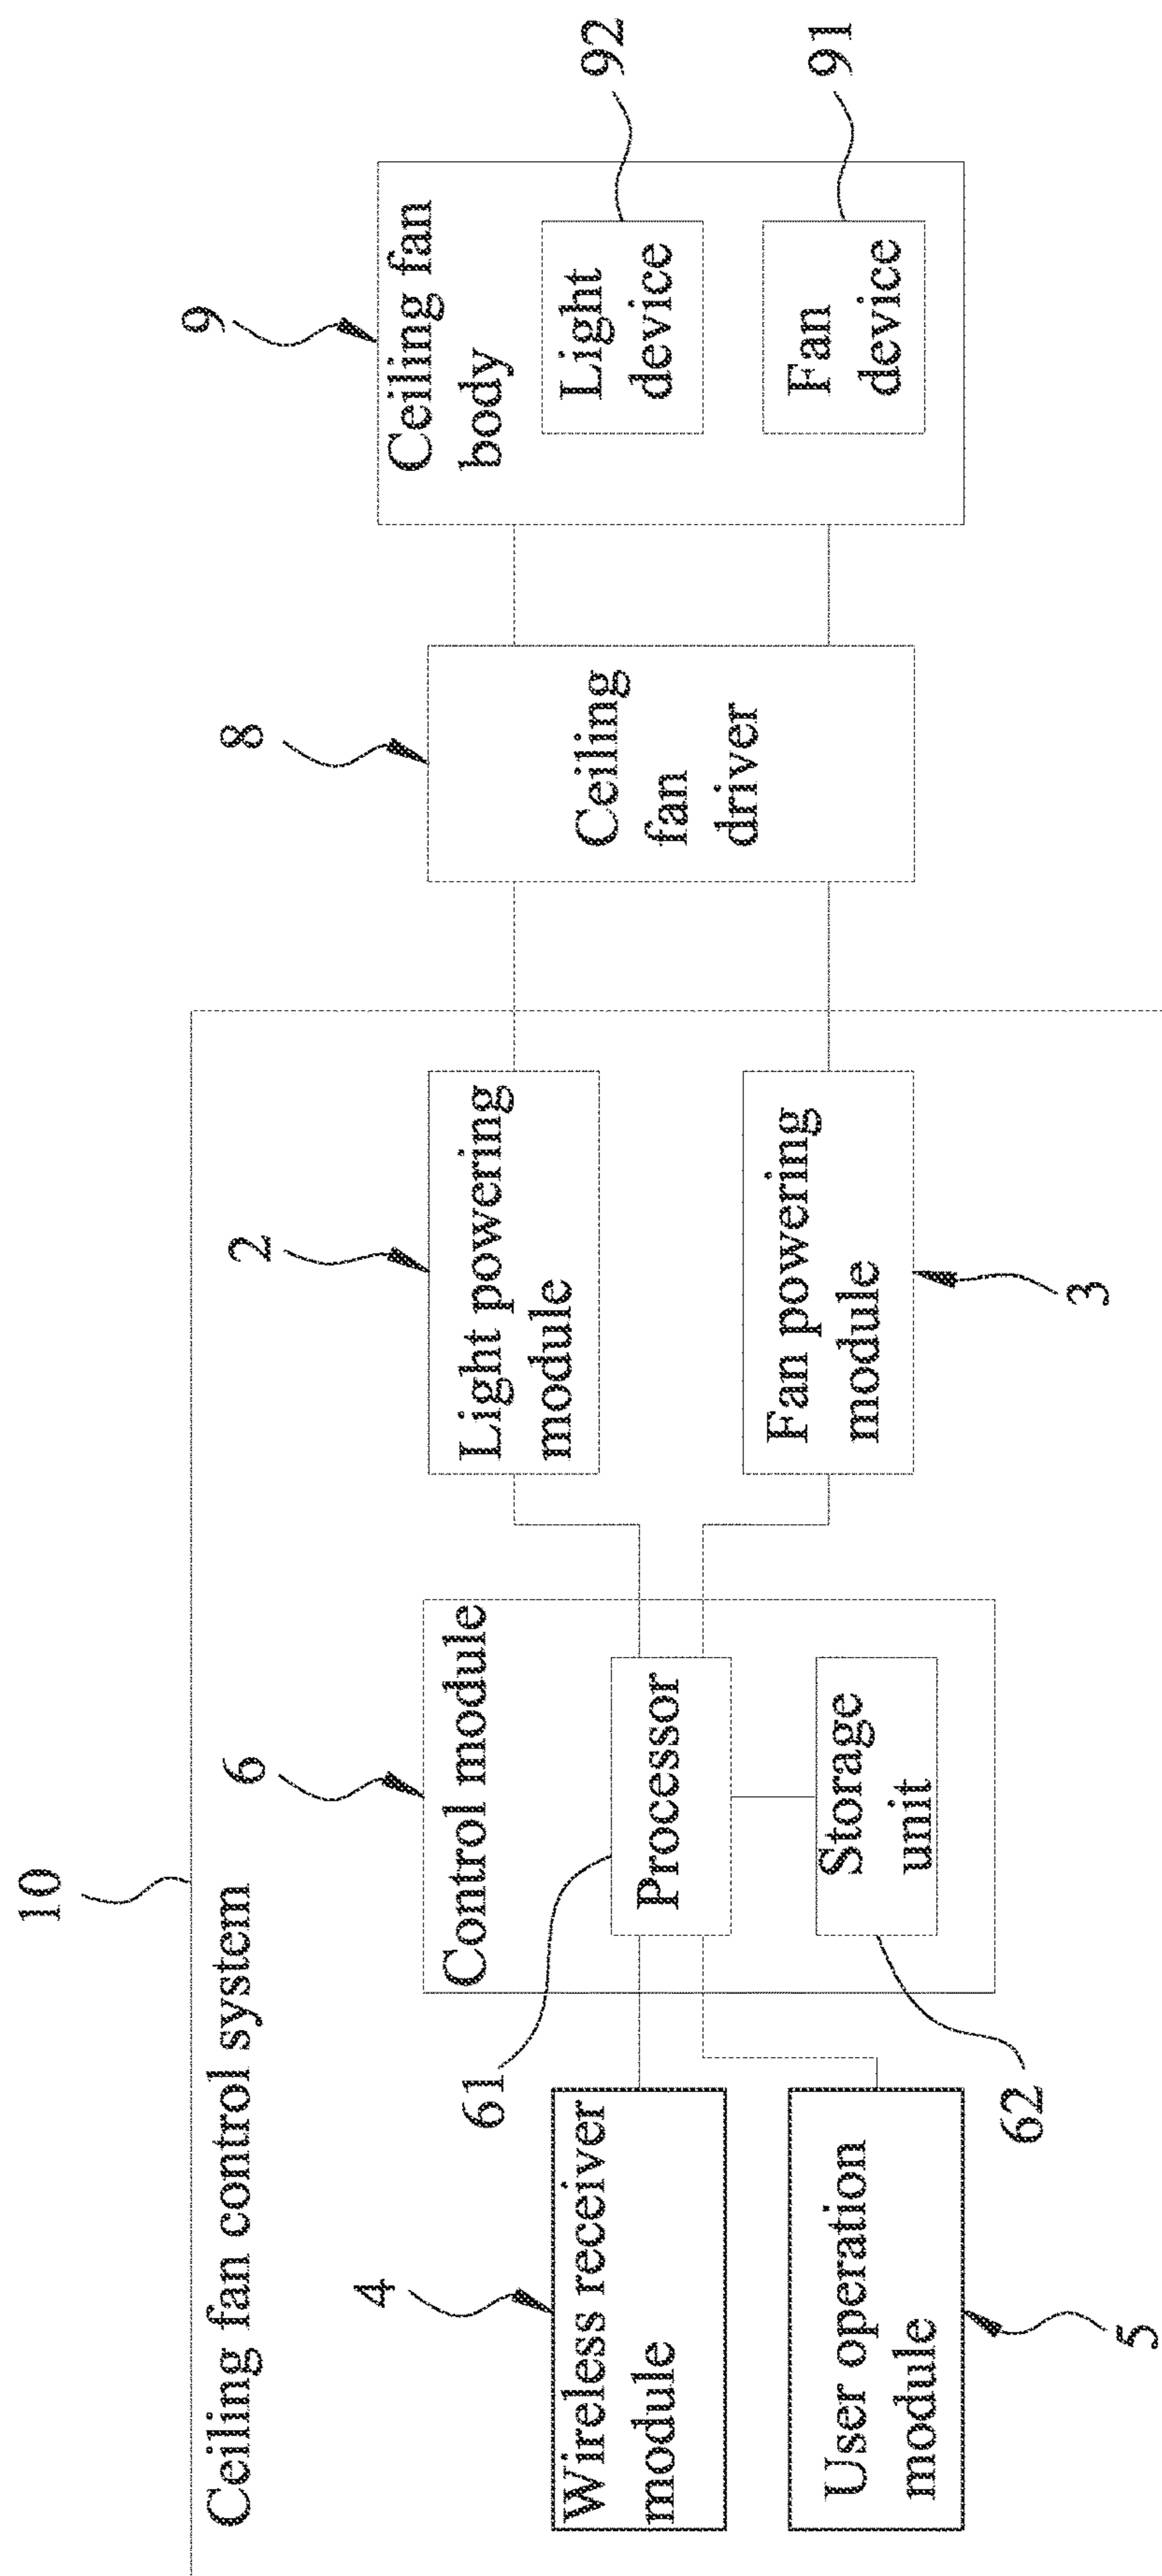 10
Ceiling fan control system
4
Wireless receiver
module
User operation
module
5
6
Control module
61
Processor
Storage
unit
62
2
Light powering
module
Fan powering
module
3
8
Ceiling
fan
driver
9
Ceiling fan
body
Light
device
92
Fan
device
91